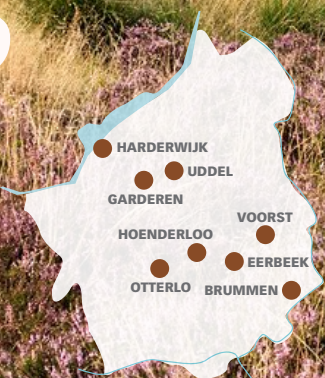 HARDERWIJK
UDDEL
GARDEREN
VOORST
HOENDERLOO
EERBEEK
OTTERLO
BRUMMEN